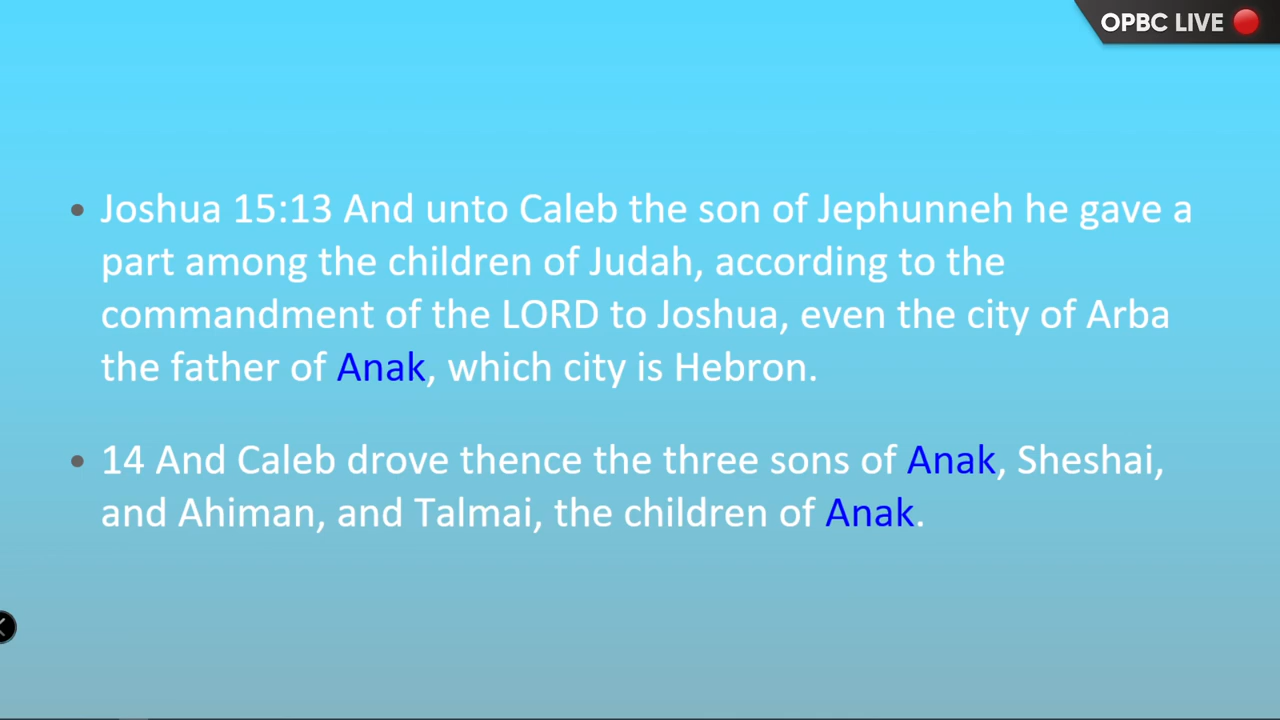 OPBC LIVE
• Joshua 15:13 And unto Caleb the son of Jephunneh he gave a
part among the children of Judah, according to the
commandment of the LORD to Joshua, even the city of Arba
the father of Anak, which city is Hebron.
• 14 And Caleb drove thence the three sons of Anak, Sheshai,
and Ahiman, and Talmai, the children of Anak.